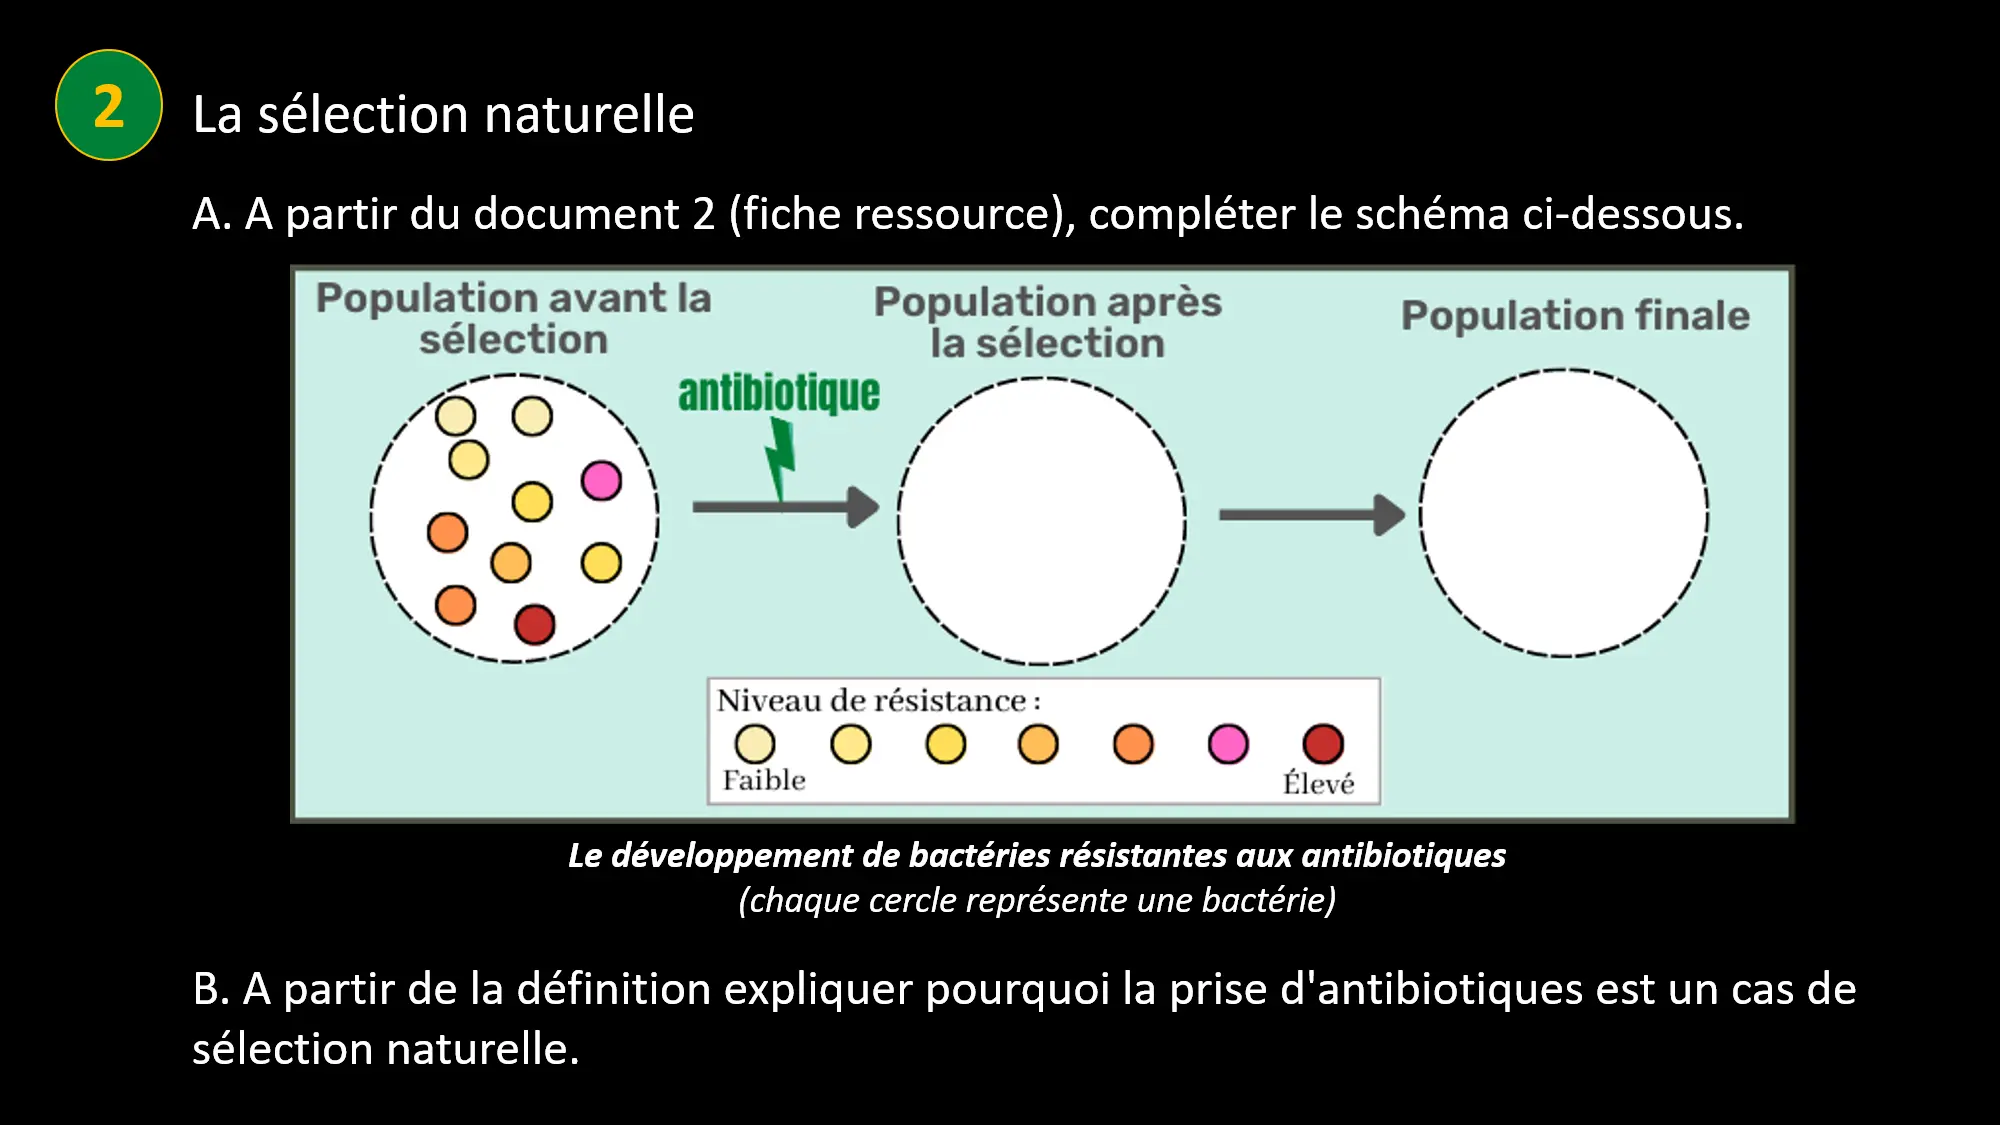 2
La sélection naturelle
A. A partir du document 2 (fiche ressource), compléter le schéma ci-dessous.
Population avant la
sélection
antibiotique
Population après
la sélection
Population finale
Niveau de résistance :
Faible
Élevé
Le développement de bactéries résistantes aux antibiotiques
(chaque cercle représente une bactérie)
B. A partir de la définition expliquer pourquoi la prise d'antibiotiques est un cas de
sélection naturelle.